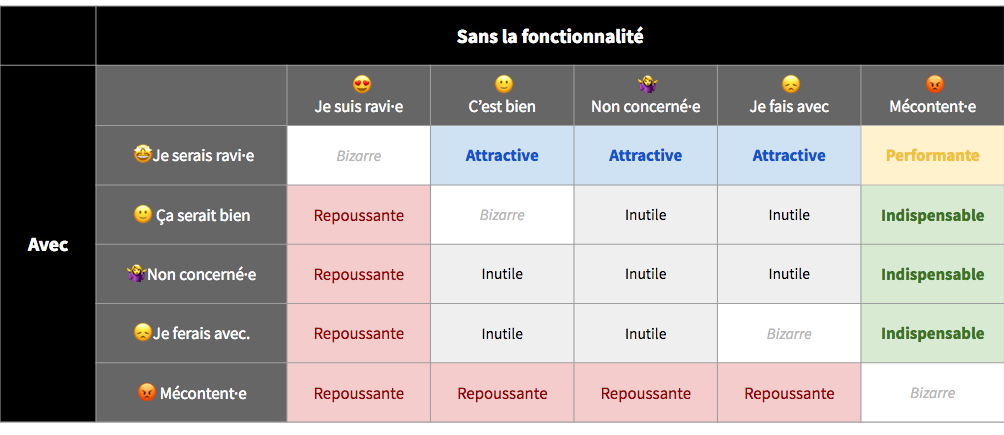 Sans la fonctionnalité
😍 🙂 🤷‍♀️ 😞 😡
Je suis ravi·e C’est bien Non concerné·e Je fais avec Mécontent·e
🤩Je serais ravi·e Bizarre Attractive Attractive Attractive Performante
🙂 Ça serait bien Repoussante Bizarre Inutile Inutile Indispensable
Avec
🤷‍♀️Non concerné·e Repoussante Inutile Inutile Inutile Indispensable
😞Je ferais avec. Repoussante Inutile Inutile Bizarre Indispensable
😡 Mécontent·e Repoussante Repoussante Repoussante Repoussante Bizarre